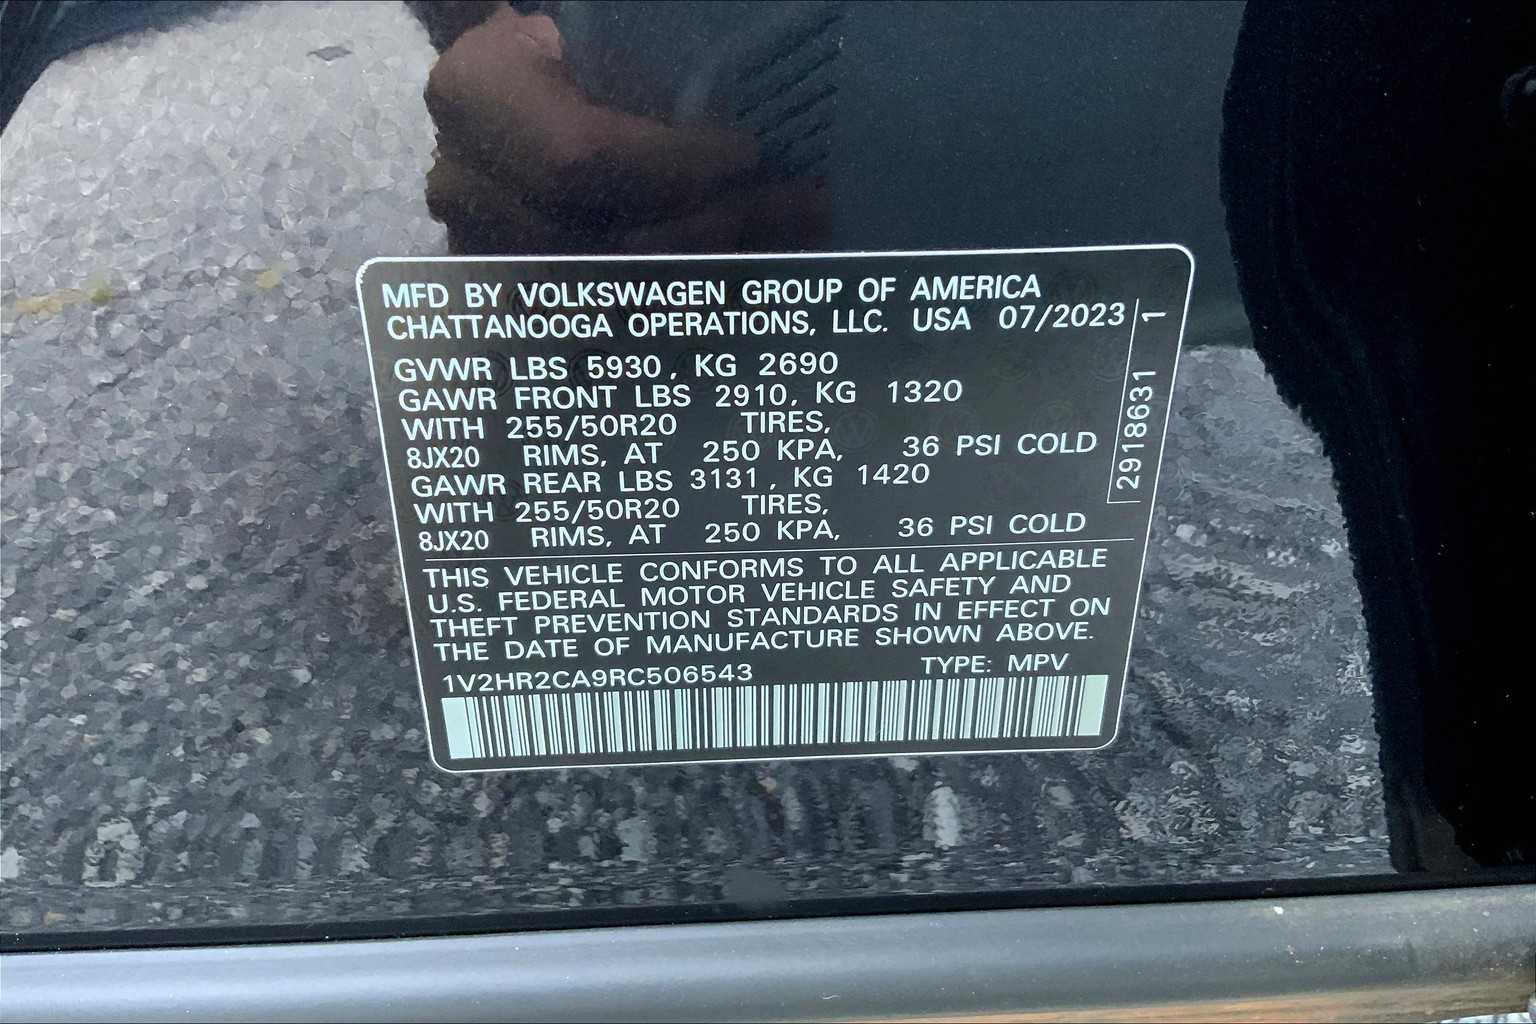 MFD BY VOLKSWAGEN GROUP OF AMERICA
CHATTANOOGA OPERATIONS, LLC. USA 07/2023
GVWR LBS 5930, KG 2690
GAWR FRONT LBS 2910, KG 1320
WITH 255/50R20 TIRES,
8JX20 RIMS, AT 250 KPA, 36 PSI COLD
GAWR REAR LBS 3131, KG 1420
WITH 255/50R20 TIRES,
8JX20 RIMS, AT 250 KPA, 36 PSI COLD
2918631 1
THIS VEHICLE CONFORMS TO ALL APPLICABLE
U.S. FEDERAL MOTOR VEHICLE SAFETY AND
THEFT PREVENTION STANDARDS IN EFFECT ON
THE DATE OF MANUFACTURE SHOWN ABOVE.
1V2HR2CA9RC506543 TYPE: MPV